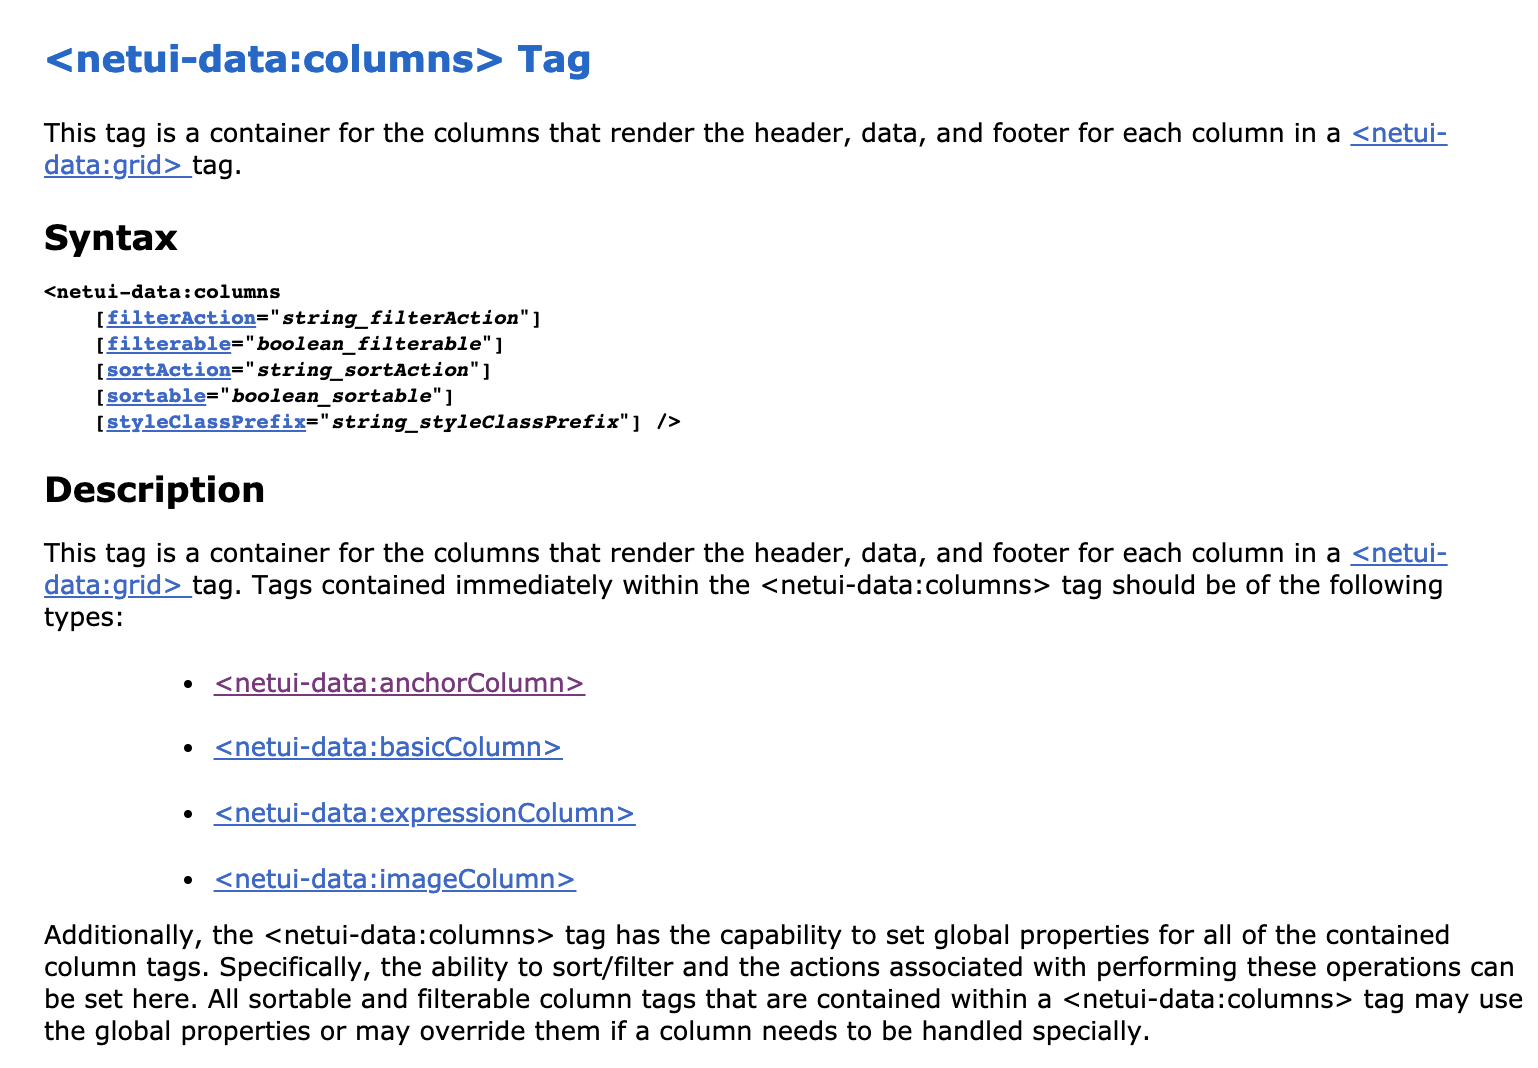 <netui-data:columns> Tag
This tag is a container for the columns that render the header, data, and footer for each column in a <netui-
data:grid> tag.
Syntax
<netui-data:columns
[filterAction="string_filterAction"]
[filterable="boolean_filterable"]
[sortAction="string_sortAction"]
[sortable="boolean_sortable"]
[styleClassPrefix="string_styleClassPrefix"] />
Description
This tag is a container for the columns that render the header, data, and footer for each column in a <netui-
data:grid> tag. Tags contained immediately within the <netui-data:columns> tag should be of the following
types:
• <netui-data:anchorColumn>
• <netui-data:basicColumn>
• <netui-data:expressionColumn>
• <netui-data:imageColumn>
Additionally, the <netui-data:columns> tag has the capability to set global properties for all of the contained
column tags. Specifically, the ability to sort/filter and the actions associated with performing these operations can
be set here. All sortable and filterable column tags that are contained within a <netui-data:columns> tag may use
the global properties or may override them if a column needs to be handled specially.